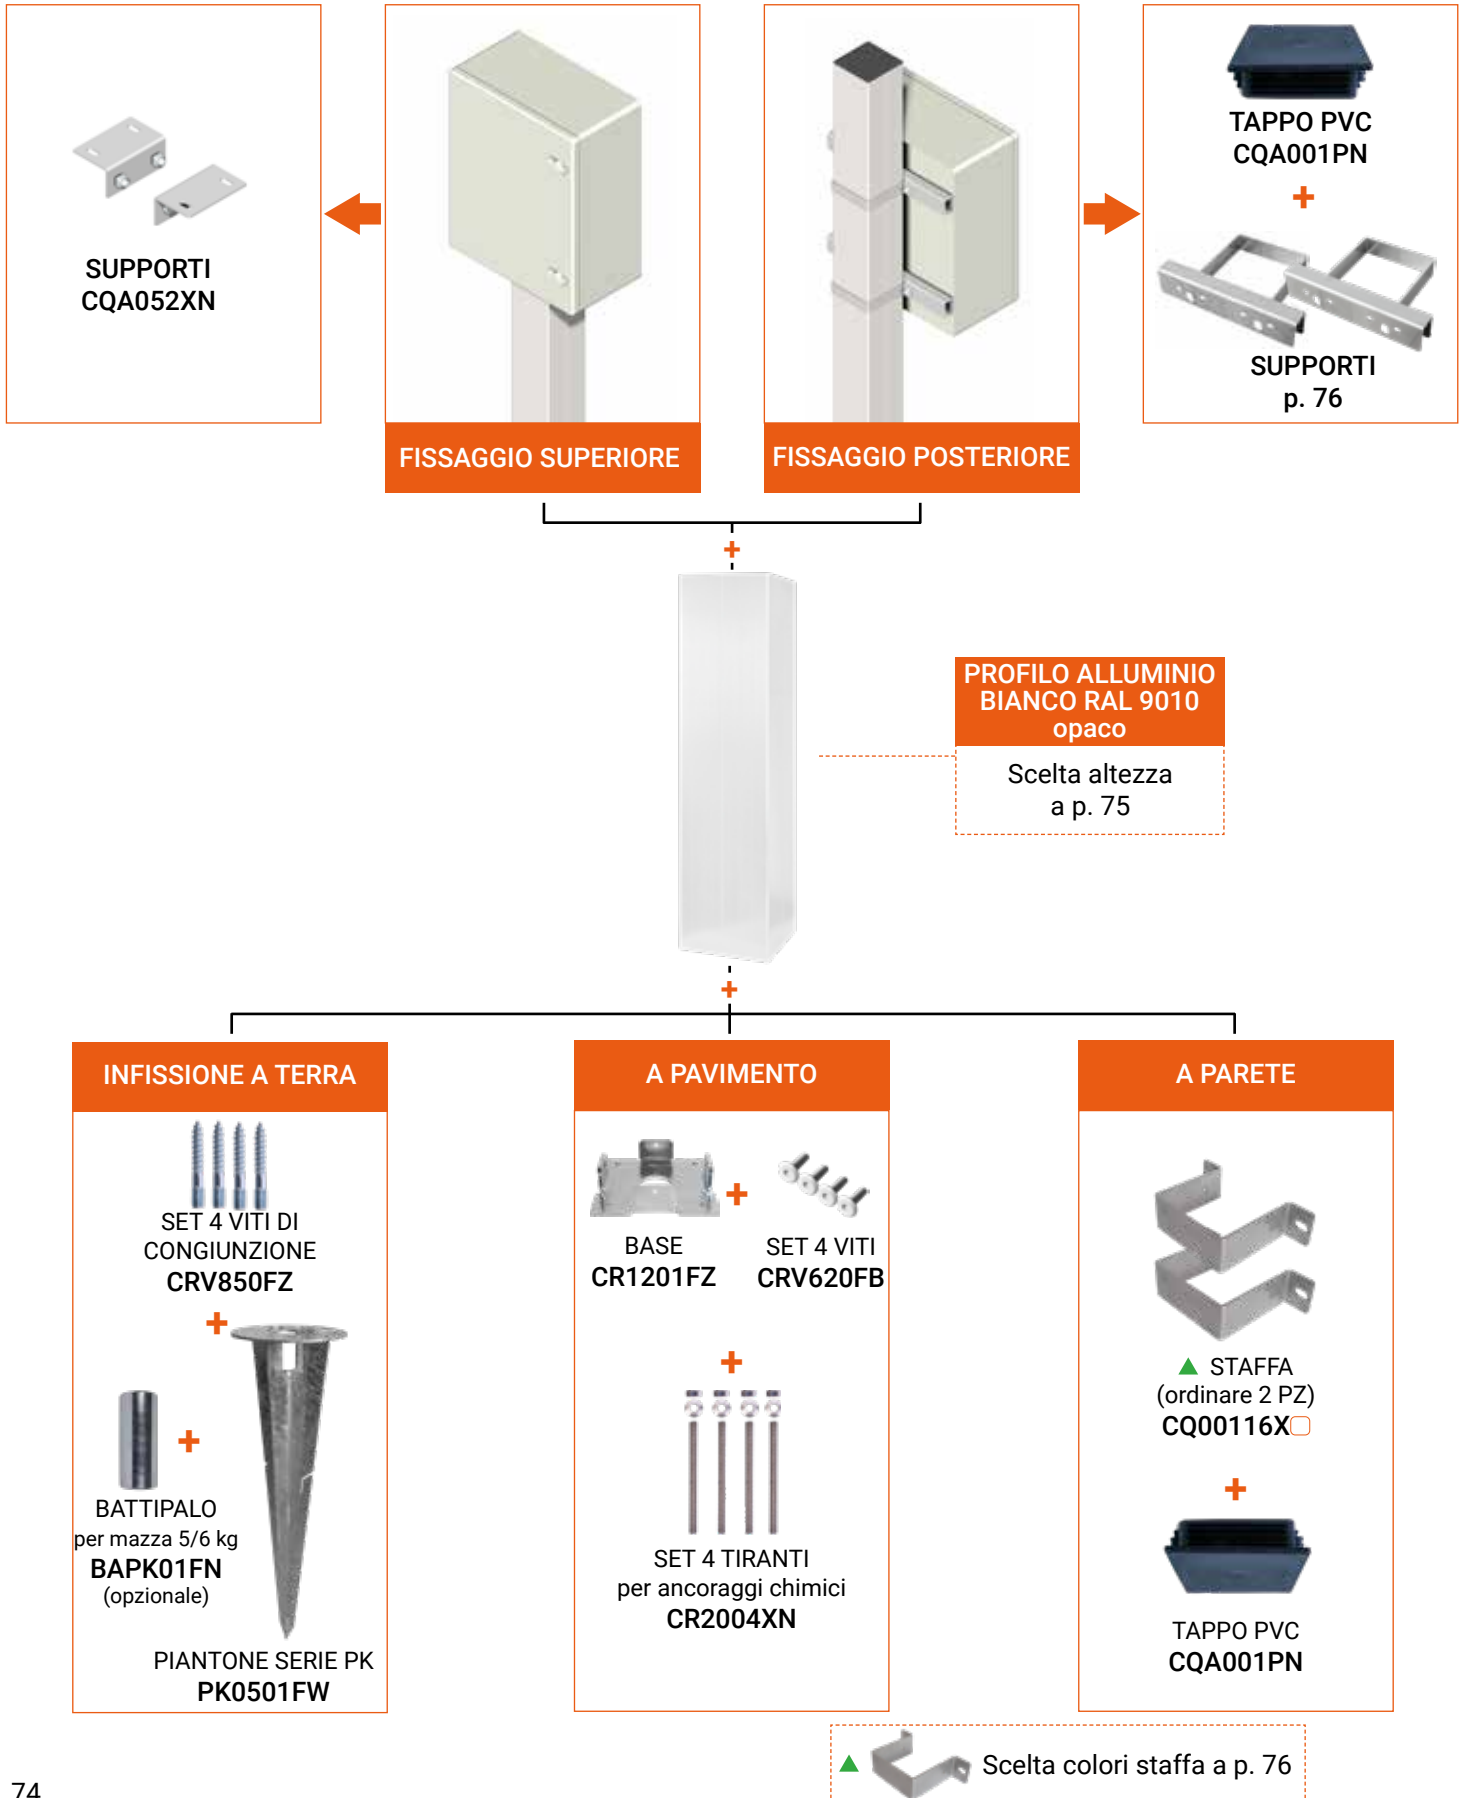 SUPPORTI
CQA052XN
FISSAGGIO SUPERIORE
FISSAGGIO POSTERIORE
TAPPO PVC
CQA001PN
+
SUPPORTI
p. 76
+
PROFILO ALLUMINIO
BIANCO RAL 9010
opaco
Scelta altezza
a p. 75
+
INFISSIONE A TERRA
SET 4 VITI DI
CONGIUNZIONE
CRV850FZ
+
+
BATTIPALO
per mazza 5/6 kg
BAPK01FN
(opzionale)
PIANTONE SERIE PK
PK0501FW
A PAVIMENTO
+
BASE
CR1201FZ
SET 4 VITI
CRV620FB
+
SET 4 TIRANTI
per ancoraggi chimici
CR2004XN
A PARETE
▲ STAFFA
(ordinare 2 PZ)
CQ00116X▢
+
TAPPO PVC
CQA001PN
▲ Scelta colori staffa a p. 76
74